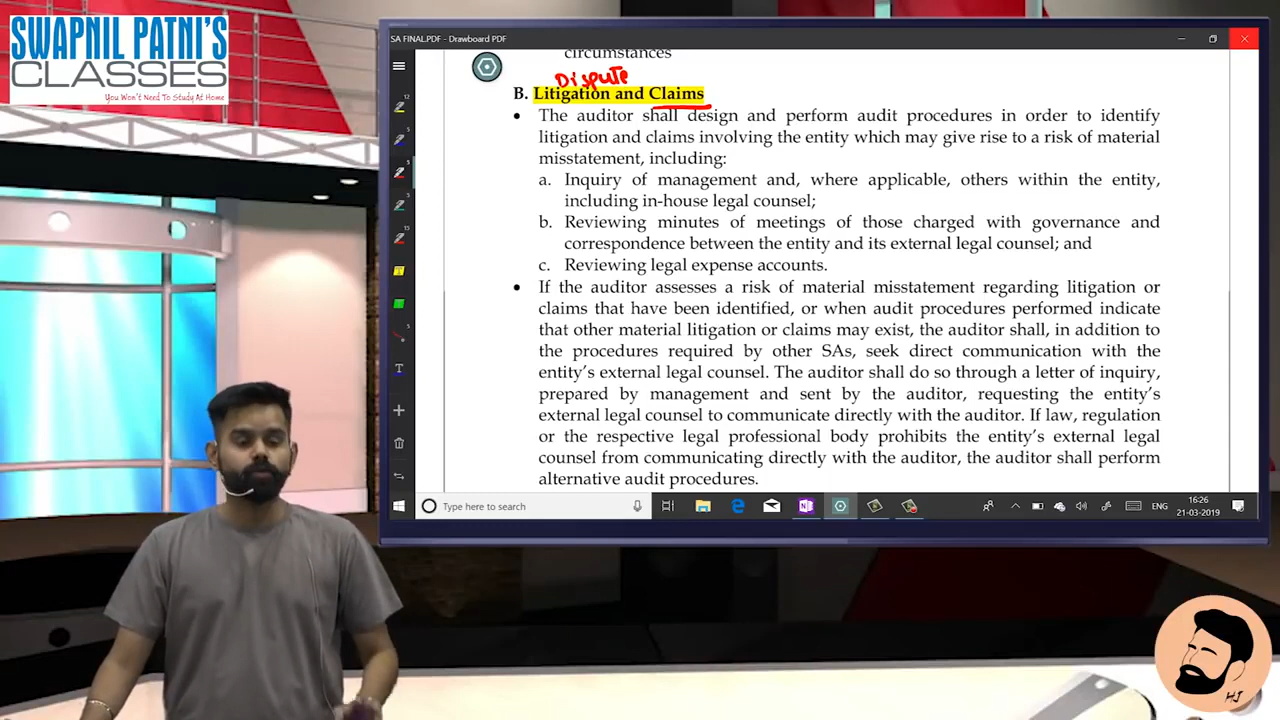 SWAPNIL PATNI'S
CLASSES
You Won't Need To Study At Home
SA FINAL.PDF - Drawboard PDF
circumstances
Dispute
B. Litigation and Claims
• The auditor shall design and perform audit procedures in order to identify
litigation and claims involving the entity which may give rise to a risk of material
misstatement, including:
a. Inquiry of management and, where applicable, others within the entity,
including in-house legal counsel;
b. Reviewing minutes of meetings of those charged with governance and
correspondence between the entity and its external legal counsel; and
c. Reviewing legal expense accounts.
• If the auditor assesses a risk of material misstatement regarding litigation or
claims that have been identified, or when audit procedures performed indicate
that other material litigation or claims may exist, the auditor shall, in addition to
the procedures required by other SAs, seek direct communication with the
entity's external legal counsel. The auditor shall do so through a letter of inquiry,
prepared by management and sent by the auditor, requesting the entity's
external legal counsel to communicate directly with the auditor. If law, regulation
or the respective legal professional body prohibits the entity's external legal
counsel from communicating directly with the auditor, the auditor shall perform
alternative audit procedures.
Type here to search
ENG
16:26
21-03-2019
HJ